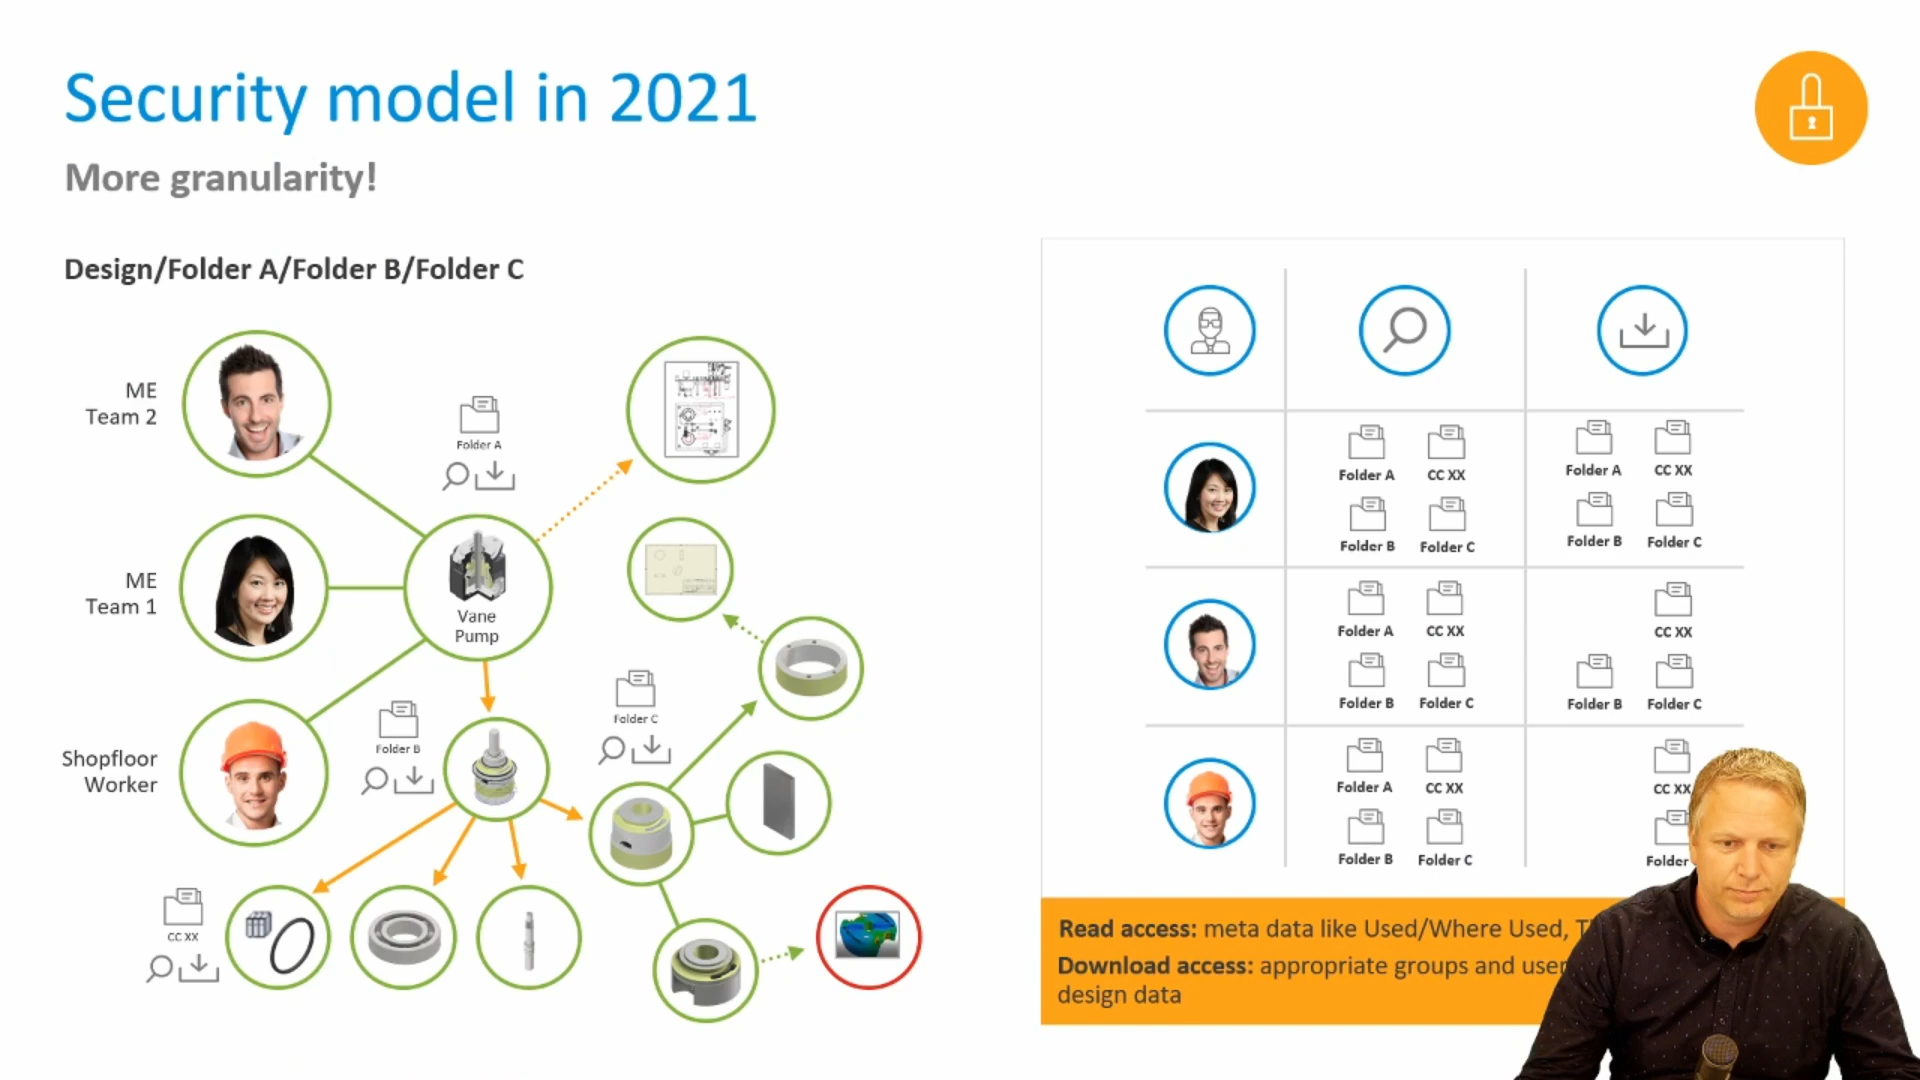 Security model in 2021
More granularity!
Design/Folder A/Folder B/Folder C
ME
Team 2
Folder A
ME
Team 1
Vane
Pump
Folder C
Folder B
Shopfloor
Worker
CC XX
Folder A CC XX
Folder B Folder C
Folder A CC XX
Folder B Folder C
Folder A CC XX
Folder B Folder C
CC XX
Folder B Folder C
Folder A CC XX
Folder B Folder C
CC XX
Folder
Read access: meta data like Used/Where Used,
Download access: appropriate groups and
design data